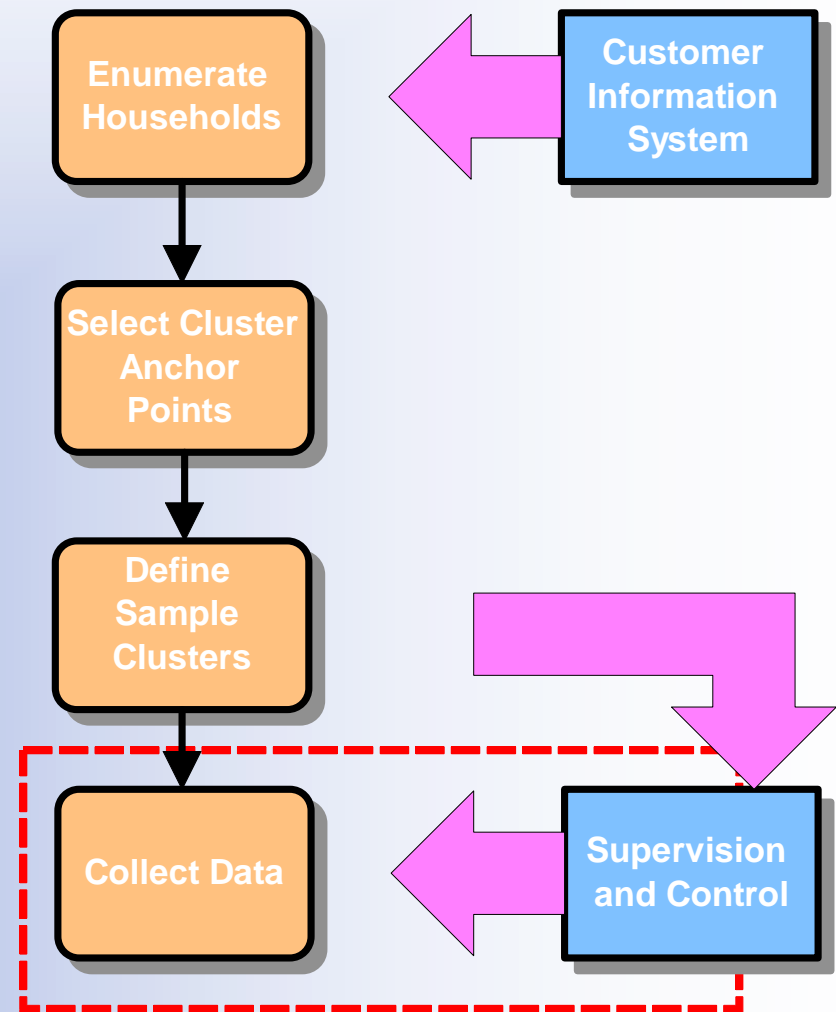 Enumerate
Households
Customer
Information
System
Select Cluster
Anchor
Points
Define
Sample
Clusters
Collect Data
Supervision
and Control